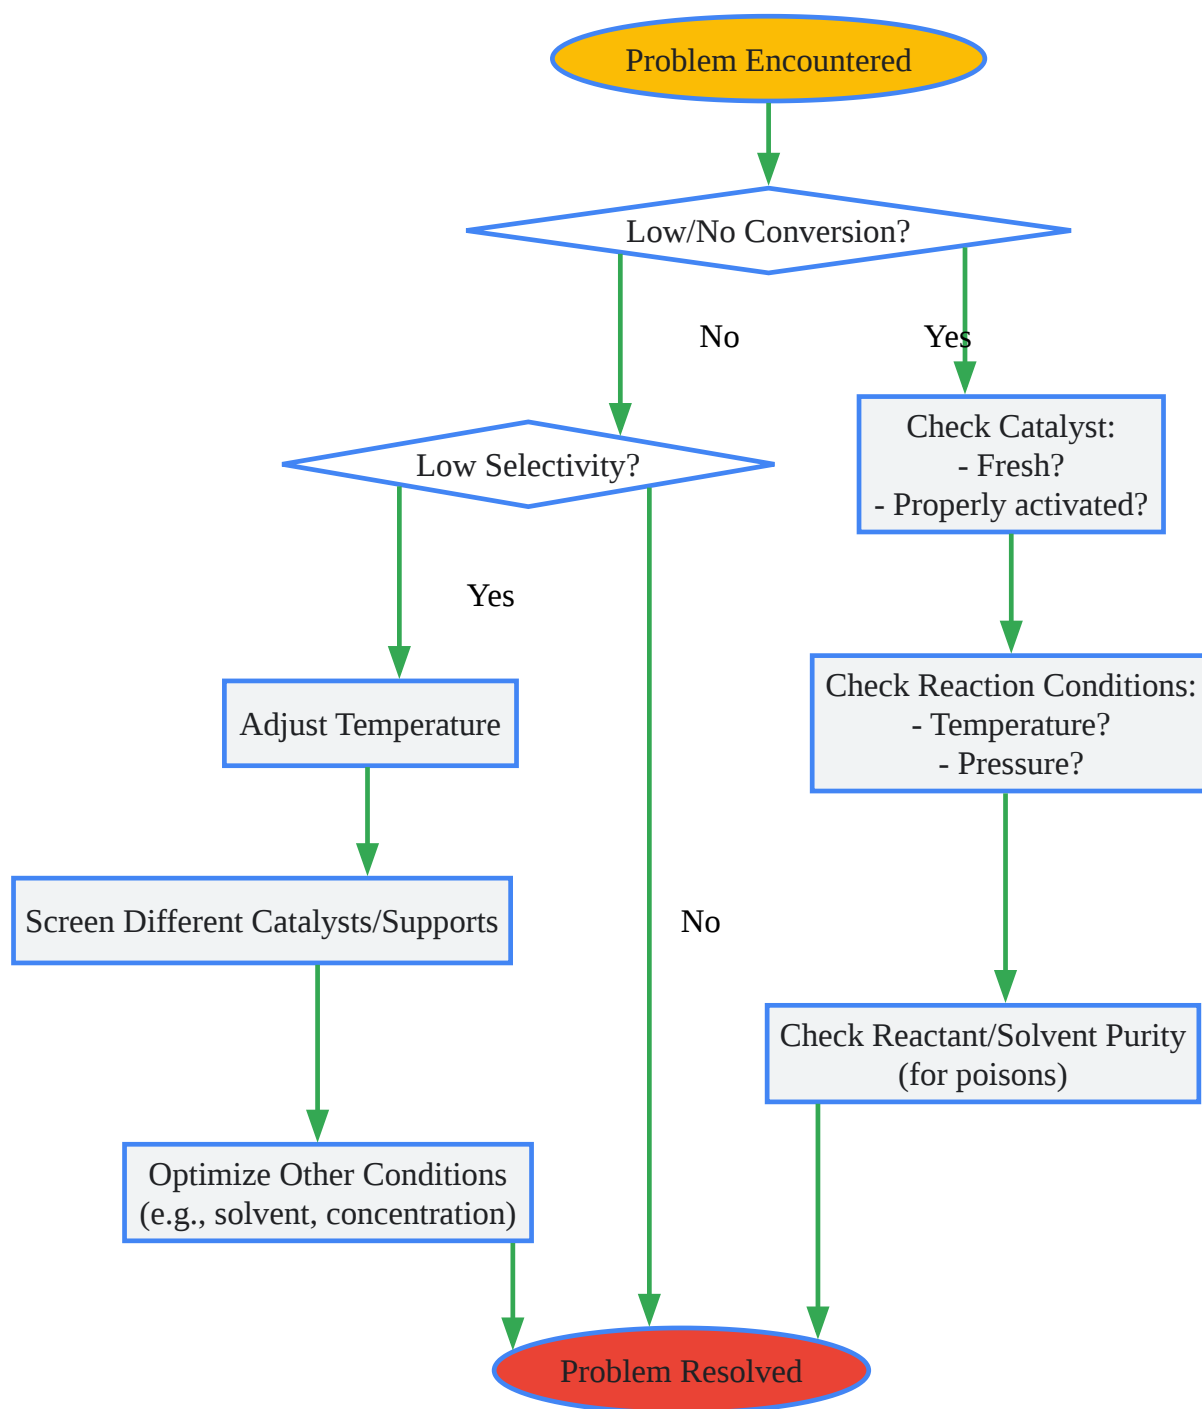 Problem Encountered
Low/No Conversion?
No
Yes
Check Catalyst:
- Fresh?
- Properly activated?
Low Selectivity?
Yes
Check Reaction Conditions:
- Temperature?
- Pressure?
Adjust Temperature
Screen Different Catalysts/Supports
No
Check Reactant/Solvent Purity
(for poisons)
Optimize Other Conditions
(e.g., solvent, concentration)
Problem Resolved